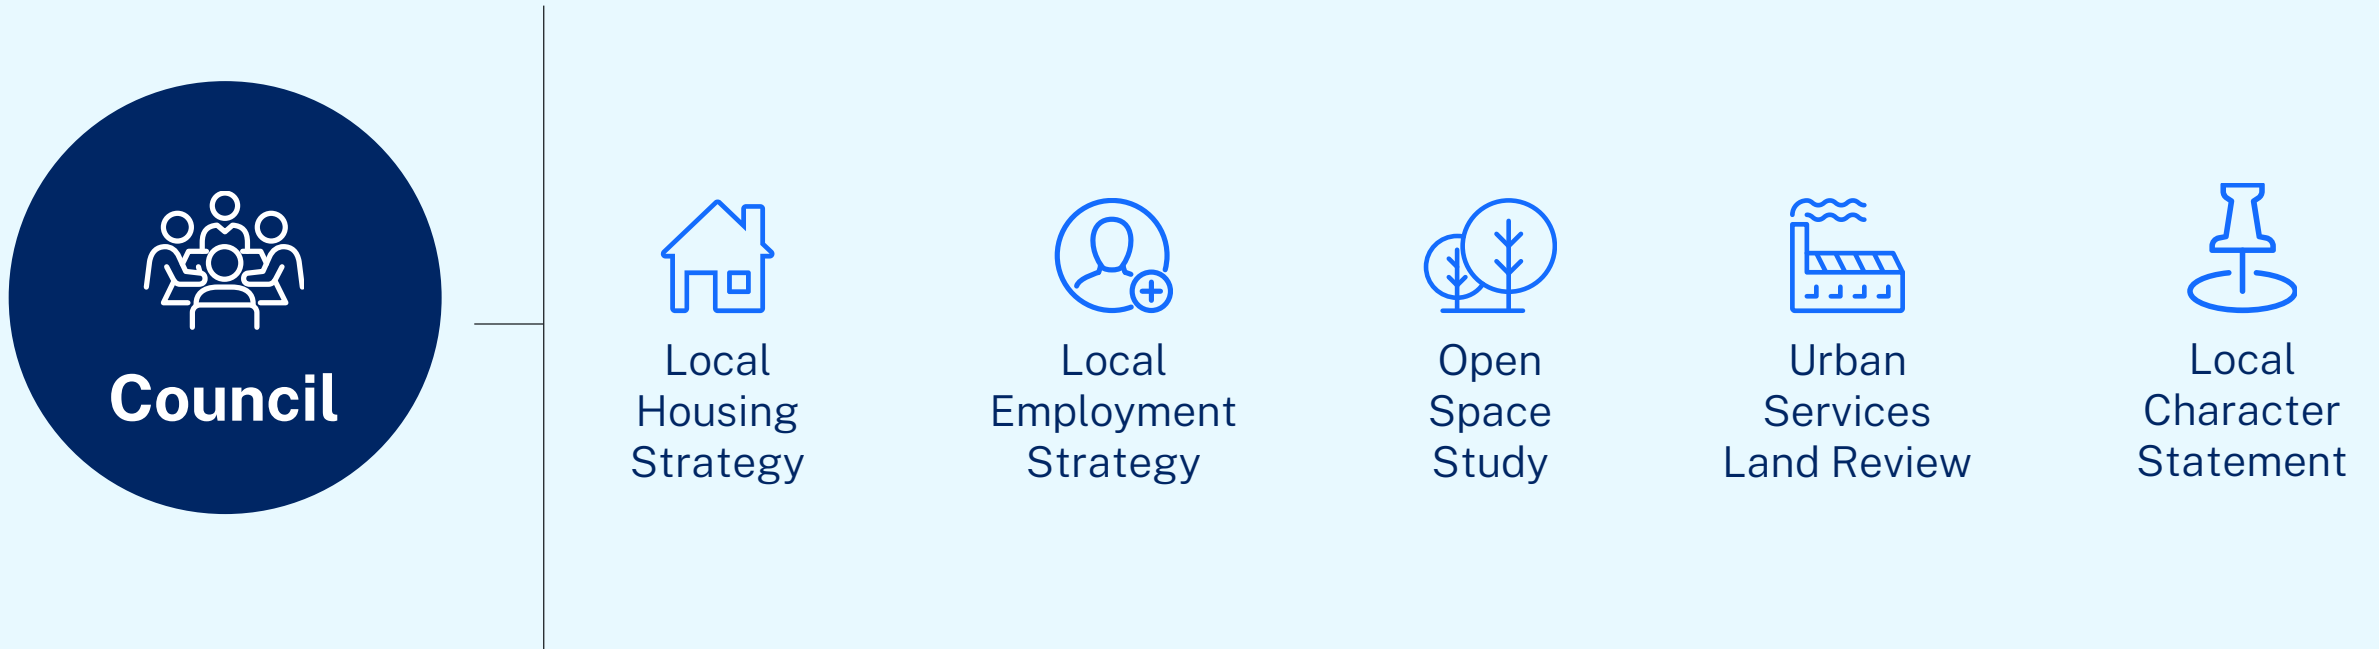 Council
Local
Housing
Strategy
Local
Employment
Strategy
Open
Space
Study
Urban
Services
Land Review
Local
Character
Statement